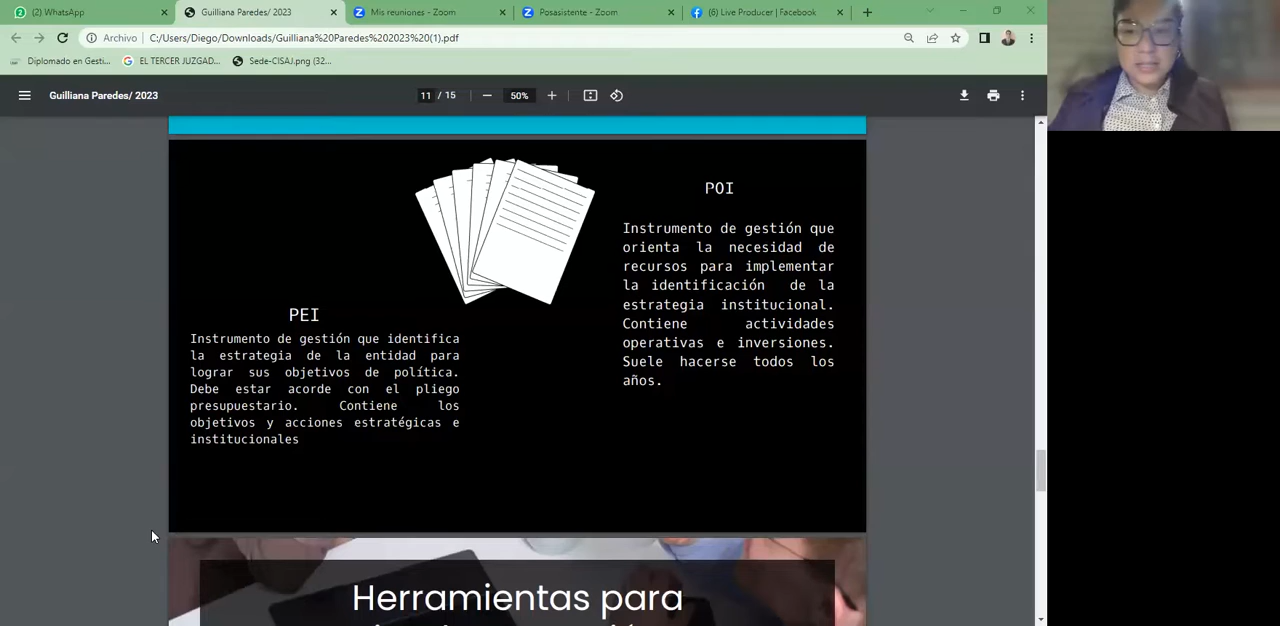 (2) WhatsApp
Guilliana Paredes/ 2023
Mis reuniones - Zoom
Posasistente - Zoom
(6) Live Producer | Facebook
Archivo
C:/Users/Diego/Downloads/Guilliana%20Paredes%202023%20(1).pdf
Diplomado en Gesti...
EL TERCER JUZGAD...
Sede-CISAJ.png (32...
Guilliana Paredes/ 2023
11 / 15
50%
POI
Instrumento de gestión que
orienta la necesidad de
recursos para implementar
la identificación de la
estrategia institucional.
Contiene actividades
operativas e inversiones.
Suele hacerse todos los
años.
PEI
Instrumento de gestión que identifica
la estrategia de la entidad para
lograr sus objetivos de política.
Debe estar acorde con el pliego
presupuestario. Contiene los
objetivos y acciones estratégicas e
institucionales
Herramientas para